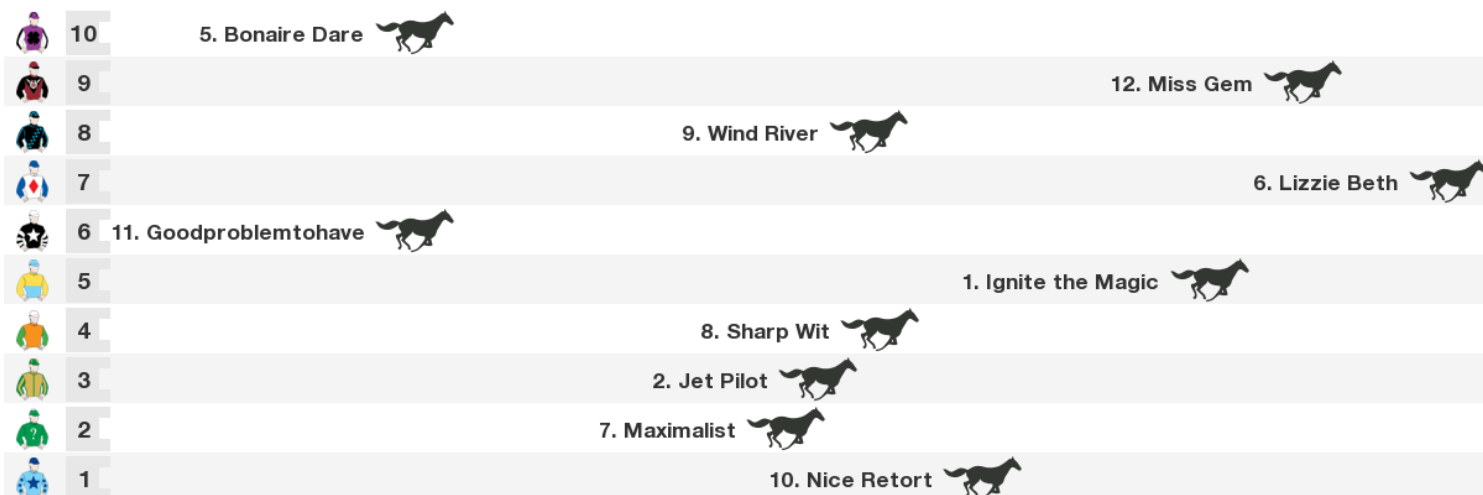 10 5. Bonaire Dare
9 12. Miss Gem
8 9. Wind River
7 6. Lizzie Beth
6 11. Goodproblemtohave
5 1. Ignite the Magic
4 8. Sharp Wit
3 2. Jet Pilot
2 7. Maximalist
?
1 10. Nice Retort